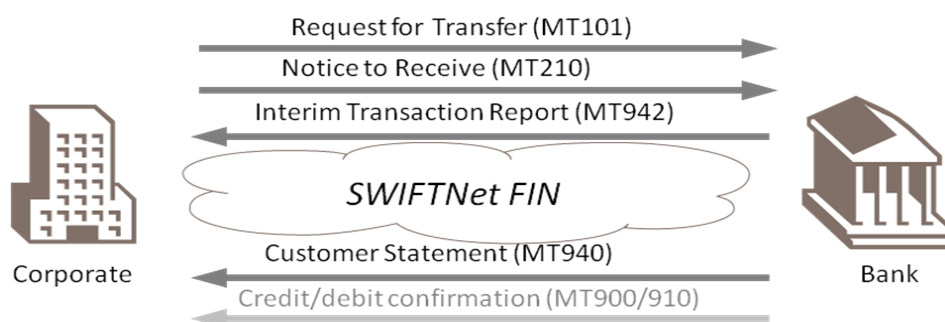 Request for Transfer (MT101)
Notice to Receive (MT210)
Interim Transaction Report (MT942)
SWIFTNet FIN
Customer Statement (MT940)
Corporate
Bank
Credit/debit confirmation (MT900/910)